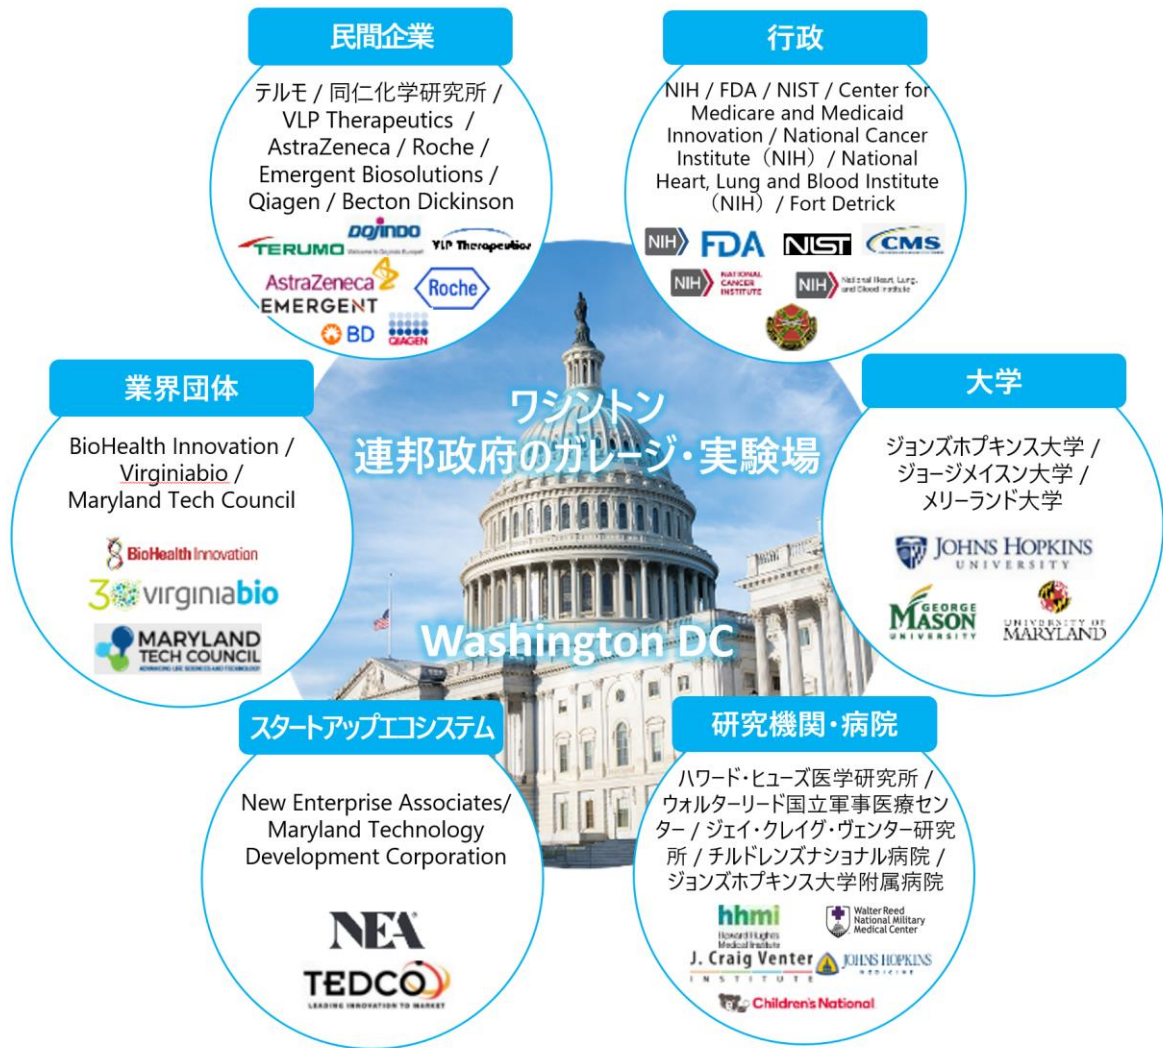 民間企業
テルモ / 同仁化学研究所 /
VLP Therapeutics /
AstraZeneca / Roche /
Emergent Biosolutions /
Qiagen / Becton Dickinson
TERUMO
DOJINDO
VLP Therapeutics
AstraZeneca
Roche
EMERGENT
BD
QIAGEN
行政
NIH / FDA / NIST / Center for
Medicare and Medicaid
Innovation / National Cancer
Institute（NIH）/ National
Heart, Lung and Blood Institute
（NIH）/ Fort Detrick
NIH
FDA
NIST
CMS
NIH
NATIONAL
CANCER
INSTITUTE
NIH
National Heart, Lung,
and Blood Institute
業界団体
BioHealth Innovation /
Virginiabio /
Maryland Tech Council
BioHealth Innovation
30 virginiabio
MARYLAND
TECH COUNCIL
ADVANCING LIFE SCIENCES AND TECHNOLOGY
ワシントン
連邦政府のガレージ・実験場
Washington DC
大学
ジョンズホプキンス大学 /
ジョージメイスン大学 /
メリーランド大学
JOHNS HOPKINS
UNIVERSITY
GEORGE
MASON
UNIVERSITY
UNIVERSITY OF
MARYLAND
スタートアップエコシステム
New Enterprise Associates/
Maryland Technology
Development Corporation
NEA
TEDCO
LEADING INNOVATION TO MARKET
研究機関・病院
ハワード・ヒューズ医学研究所 /
ウォルターリード国立軍事医療セン
ター / ジェイ・クレイグ・ヴェンター研究
所 / チルドレンズナショナル病院 /
ジョンズホプキンス大学附属病院
hhmi
Howard Hughes
Medical Institute
Walter Reed
National Military
Medical Center
J. Craig Venter
INSTITUTE
JOHNS HOPKINS
MEDICINE
Children's National